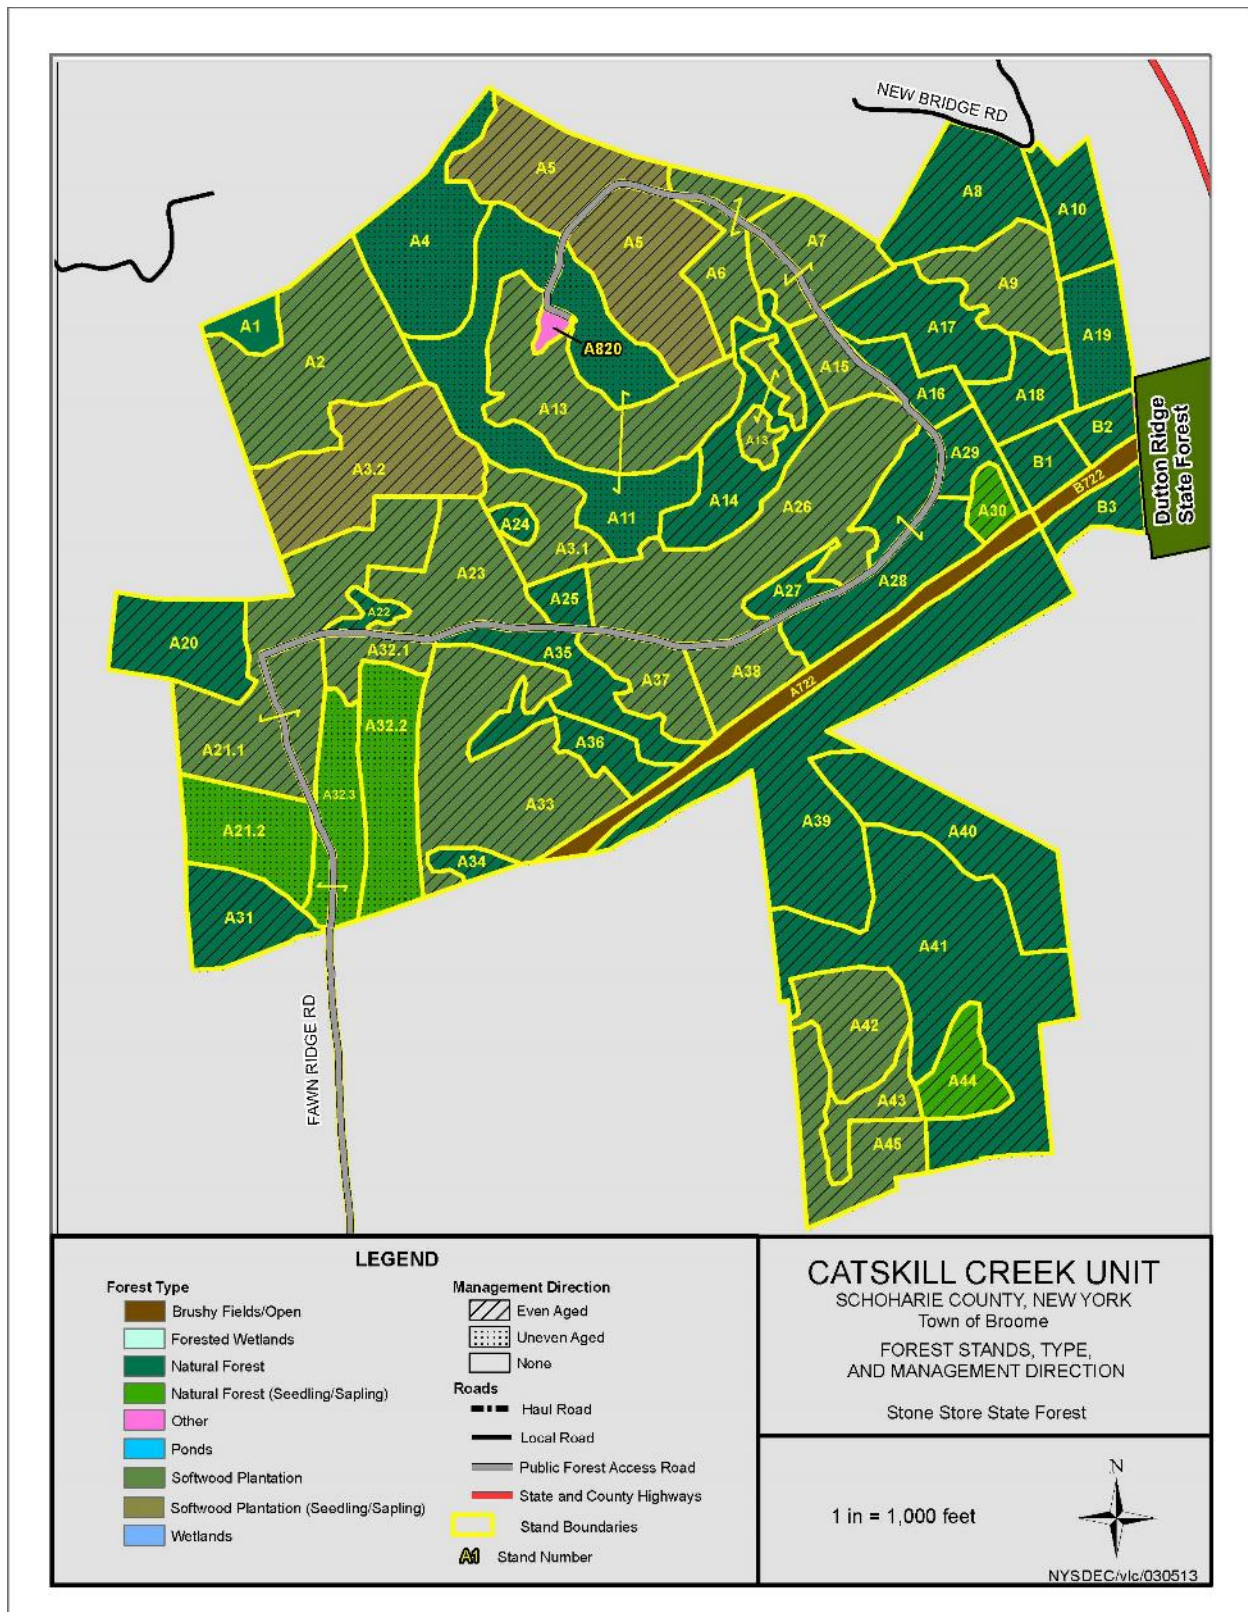 NEW BRIDGE RD
A5
A8
A10
A4
A5
A7
A6
A9
A1
A17
A19
A820
A2
A15
A16
A18
A13
B2
A13
A3.2
A29
B1
B722
Dutton Ridge
State Forest
A14
A26
A30
B3
A24
A11
A3.1
A23
A25
A27
A28
A22
A20
A32.1
A35
A37
A38
A722
A32.2
A36
A21.1
A32.3
A33
A39
A21.2
A40
A34
A31
A41
A42
FAWN RIDGE RD
A44
A43
A45
LEGEND
Forest Type
Brushy Fields/Open
Forested Wetlands
Natural Forest
Natural Forest (Seedling/Sapling)
Other
Ponds
Softwood Plantation
Softwood Plantation (Seedling/Sapling)
Wetlands
Management Direction
Even Aged
Uneven Aged
None
Roads
Haul Road
Local Road
Public Forest Access Road
State and County Highways
Stand Boundaries
A1 Stand Number
CATSKILL CREEK UNIT
SCHOHARIE COUNTY, NEW YORK
Town of Broome
FOREST STANDS, TYPE,
AND MANAGEMENT DIRECTION
Stone Store State Forest
1 in = 1,000 feet
N
NYSDEC/vlc/030513